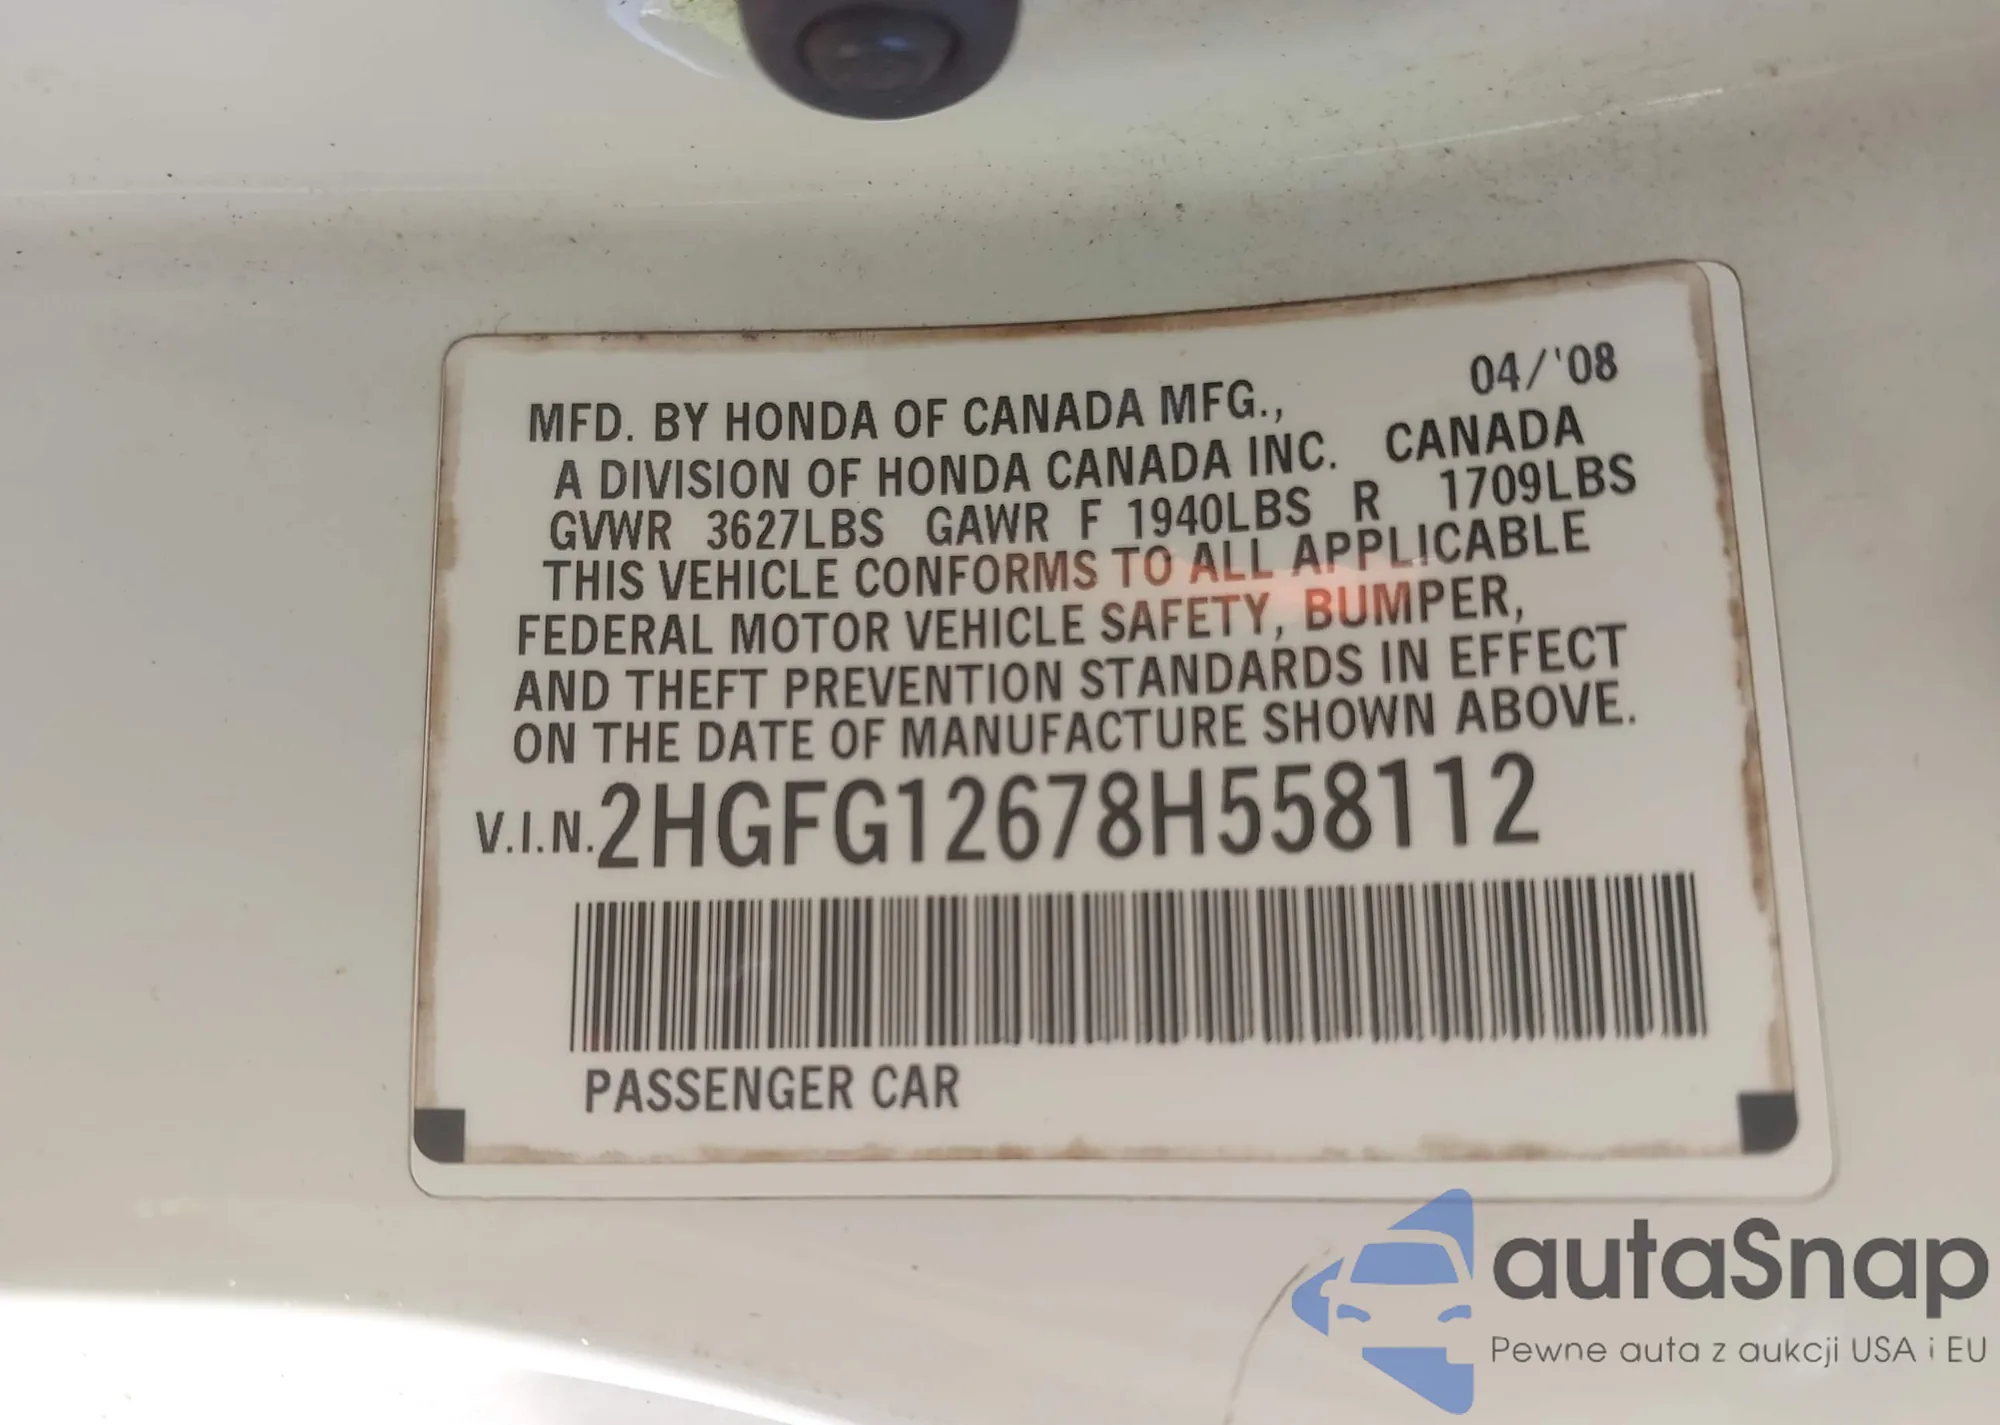 04/'08
MFD. BY HONDA OF CANADA MFG.,
A DIVISION OF HONDA CANADA INC. CANADA
GVWR 3627LBS GAWR F 1940LBS R 1709LBS
THIS VEHICLE CONFORMS TO ALL APPLICABLE
FEDERAL MOTOR VEHICLE SAFETY, BUMPER,
AND THEFT PREVENTION STANDARDS IN EFFECT
ON THE DATE OF MANUFACTURE SHOWN ABOVE.
V.I.N. 2HGFG12678H558112
PASSENGER CAR
autaSnap
Pewne auta z aukcji USA i EU